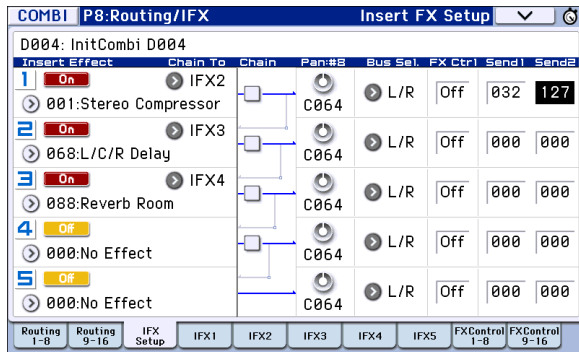 COMBI P8:Routing/IFX Insert FX Setup
D004: InitCombi D004
Insert Effect Chain To Chain Pan:#8 Bus Sel. FX Ctrl Send1 Send2
1 On IFX2
001:Stereo Compressor C064 L/R Off 032 127
2 On IFX3
068:L/C/R Delay C064 L/R Off 000 000
3 On IFX4
088:Reverb Room C064 L/R Off 000 000
4 Off
000:No Effect C064 L/R Off 000 000
5 Off
000:No Effect C064 L/R Off 000 000
Routing 1-8 Routing 9-16 IFX Setup IFX1 IFX2 IFX3 IFX4 IFX5 FXControl 1-8 FXControl 9-16